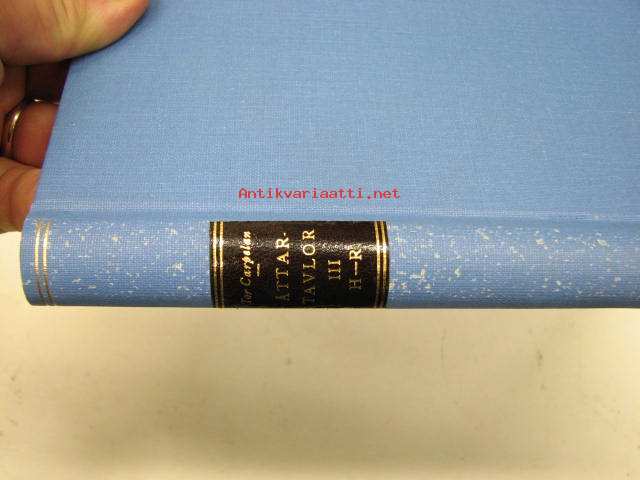 Antikvariaatti.net
Tor Carpelan
ÄTTAR-
TAVLOR
III
H—R